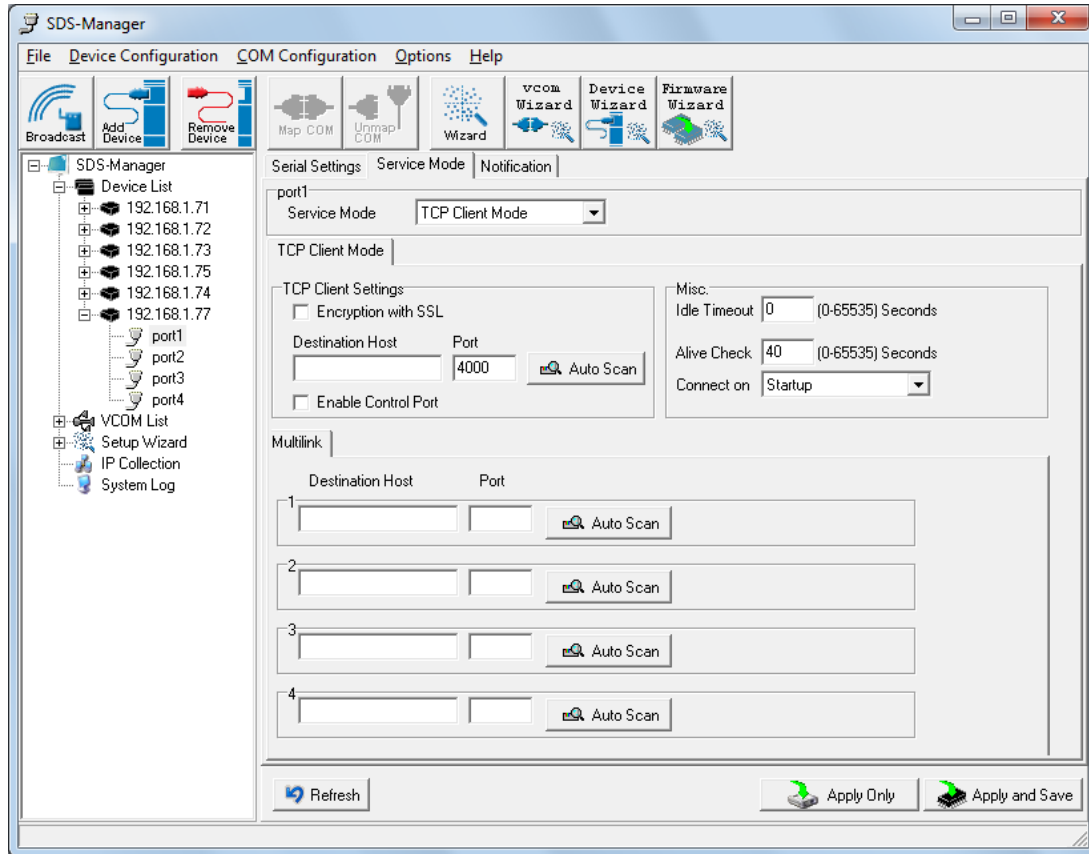 SDS-Manager
File Device Configuration COM Configuration Options Help
Broadcast
Add Device
Remove Device
Map COM
Unmap COM
Wizard
vcom Wizard
Device Wizard
Firmware Wizard
SDS-Manager
Device List
192.168.1.71
192.168.1.72
192.168.1.73
192.168.1.75
192.168.1.74
192.168.1.77
port1
port2
port3
port4
VCOM List
Setup Wizard
IP Collection
System Log
Serial Settings Service Mode Notification
port1
Service Mode TCP Client Mode
TCP Client Mode
TCP Client Settings
Encryption with SSL
Destination Host Port
4000 Auto Scan
Enable Control Port
Misc.
Idle Timeout 0 (0-65535) Seconds
Alive Check 40 (0-65535) Seconds
Connect on Startup
Multilink
Destination Host Port
1 Auto Scan
2 Auto Scan
3 Auto Scan
4 Auto Scan
Refresh Apply Only Apply and Save